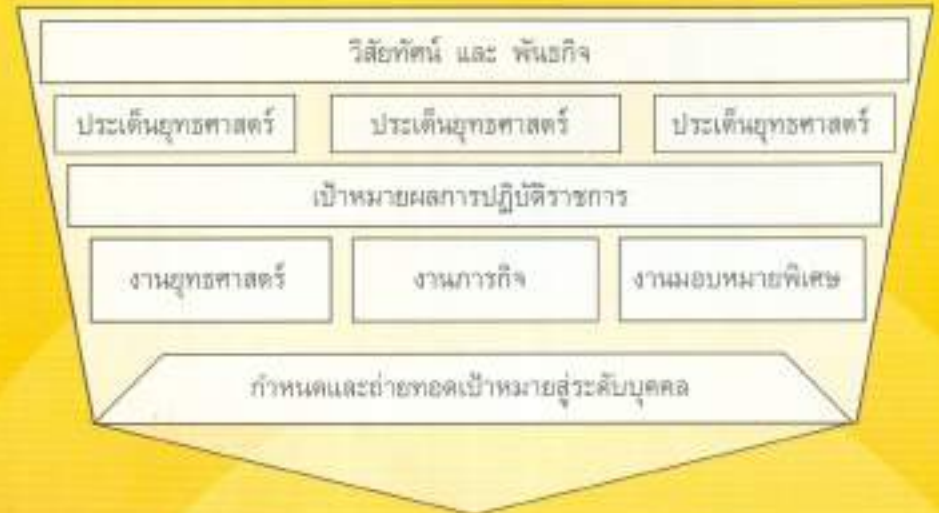 วิสัยทัศน์ และ พันธกิจ
ประเด็นยุทธศาสตร์ ประเด็นยุทธศาสตร์ ประเด็นยุทธศาสตร์
เป้าหมายผลการปฏิบัติราชการ
งานยุทธศาสตร์ งานภารกิจ งานมอบหมายพิเศษ
กำหนดและถ่ายทอดเป้าหมายสู่ระดับบุคคล